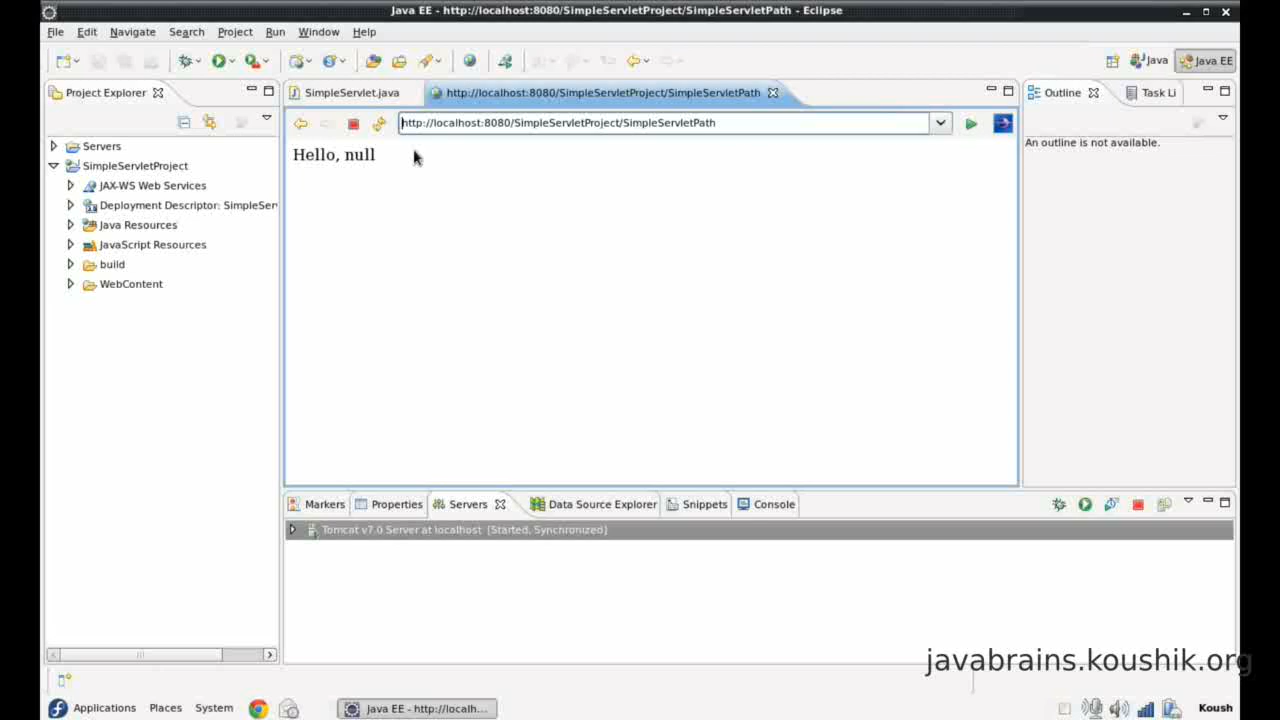 Java EE - http://localhost:8080/SimpleServletProject/SimpleServletPath - Eclipse
File Edit Navigate Search Project Run Window Help
Java Java EE
Project Explorer
SimpleServlet.java
http://localhost:8080/SimpleServletProject/SimpleServletPath
Outline
Task Li
http://localhost:8080/SimpleServletProject/SimpleServletPath
Hello, null
An outline is not available.
Servers
SimpleServletProject
JAX-WS Web Services
Deployment Descriptor: SimpleSer
Java Resources
JavaScript Resources
build
WebContent
Markers Properties Servers Data Source Explorer Snippets Console
Tomcat v7.0 Server at localhost [Started, Synchronized]
javabrains.koushik.org
Applications Places System
Java EE - http://localh...
Koush